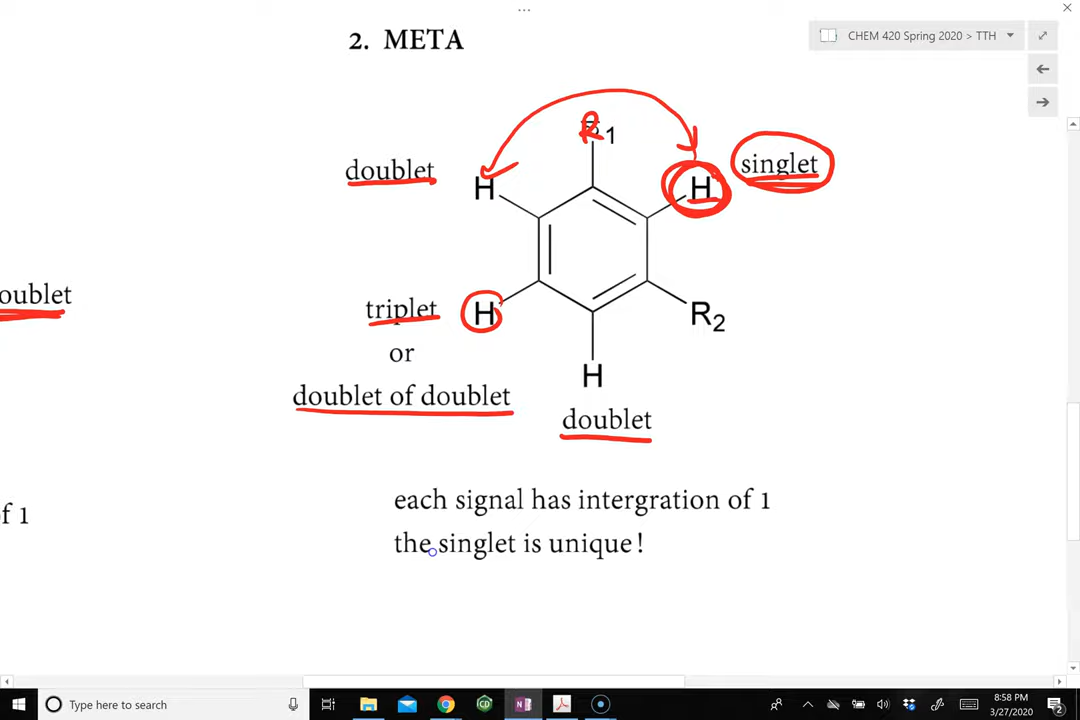 ...
CHEM 420 Spring 2020 > TTH
2. META
R1
doublet
H
H
singlet
oublet
triplet
H
R2
or
H
doublet of doublet
doublet
each signal has intergration of 1
f 1
the singlet is unique!
Type here to search
8:58 PM
3/27/2020
2